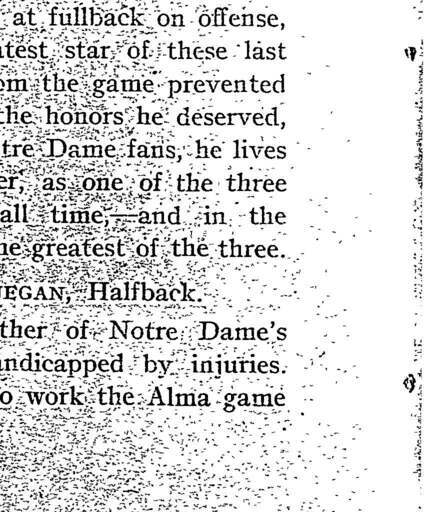 at fullback on offense,
atest star of these last
om the game prevented
the honors he deserved,
tre Dame fans, he lives
er, as one of the three
all time,—and in the
he greatest of the three.
NEGAN, Halfback.
ther of Notre Dame's
andicapped by injuries.
o work the Alma game